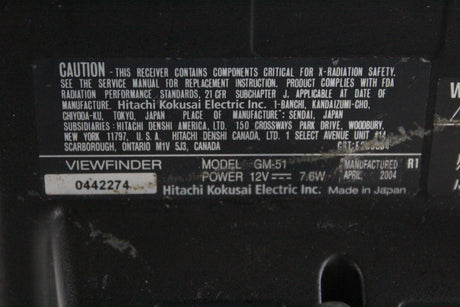 CAUTION - THIS RECEIVER CONTAINS COMPONENTS CRITICAL FOR X-RADIATION SAFETY.
SEE THE SERVICE MANUAL FOR REPLACEMENT INSTRUCTION. PRODUCT COMPLIES WITH FDA
RADIATION PERFORMANCE STANDARDS, 21 CFR SUBCHAPTER J, APPLICABLE AT DATE OF
MANUFACTURE. Hitachi Kokusai Electric Inc. 1-BANCHI, KANDAIZUMI-CHO,
CHIYODA-KU, TOKYO, JAPAN PLACE OF MANUFACTURE: SENDAI, JAPAN
SUBSIDIARIES: HITACHI DENSHI AMERICA, LTD. 150 CROSSWAYS PARK DRIVE, WOODBURY,
NEW YORK 11797, U.S.A. HITACHI DENSHI CANADA, LTD. 1 SELECT AVENUE UNIT #14
SCARBOROUGH, ONTARIO M1V 5J3, CANADA
VIEWFINDER MODEL GM-51 MANUFACTURED R1
0442274 POWER 12V 7.6W APRIL, 2004
Hitachi Kokusai Electric Inc. Made in Japan